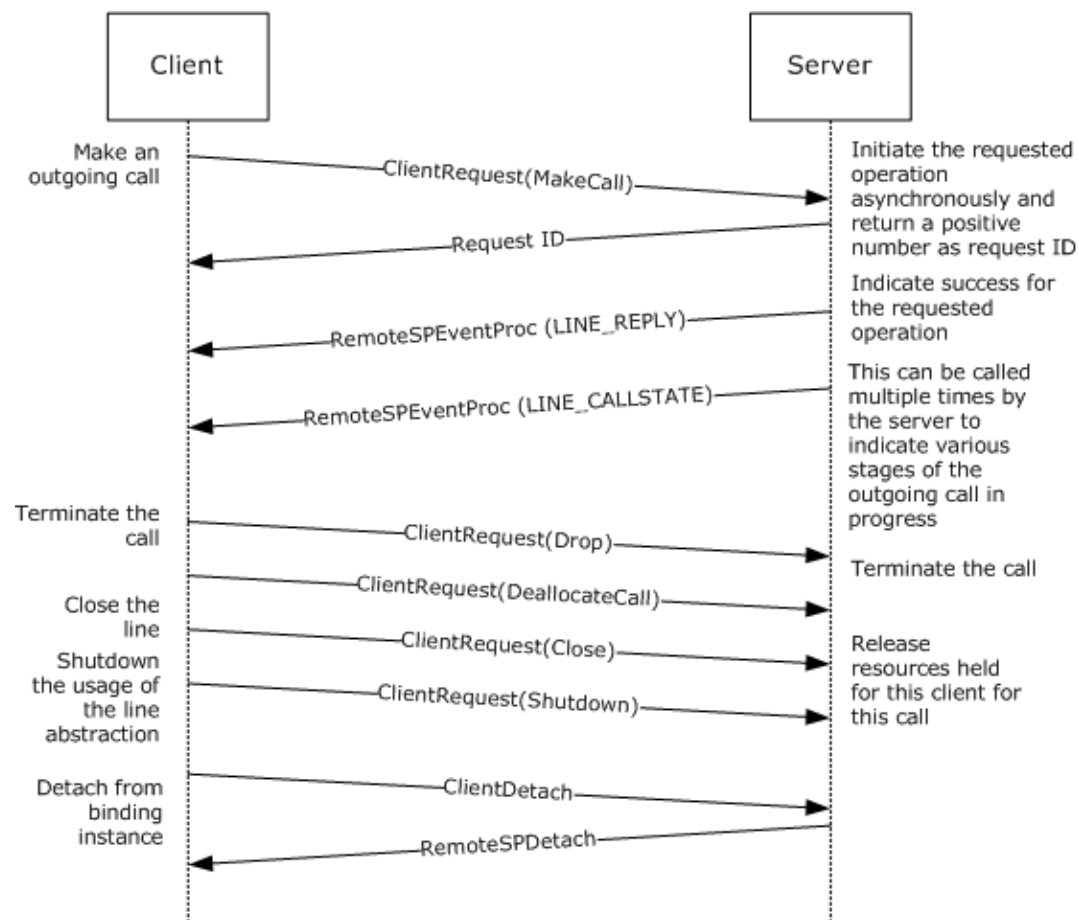 Client
Server
Make an
outgoing call
ClientRequest(MakeCall)
Initiate the requested
operation
asynchronously and
return a positive
number as request ID
Request ID
Indicate success for
the requested
operation
RemoteSPEventProc (LINE_REPLY)
This can be called
multiple times by
the server to
indicate various
stages of the
outgoing call in
progress
RemoteSPEventProc (LINE_CALLSTATE)
Terminate the
call
ClientRequest(Drop)
Terminate the call
ClientRequest(DeallocateCall)
Close the
line
ClientRequest(Close)
Release
resources held
for this client for
this call
Shutdown
the usage of
the line
abstraction
ClientRequest(Shutdown)
Detach from
binding
instance
ClientDetach
RemoteSPDetach